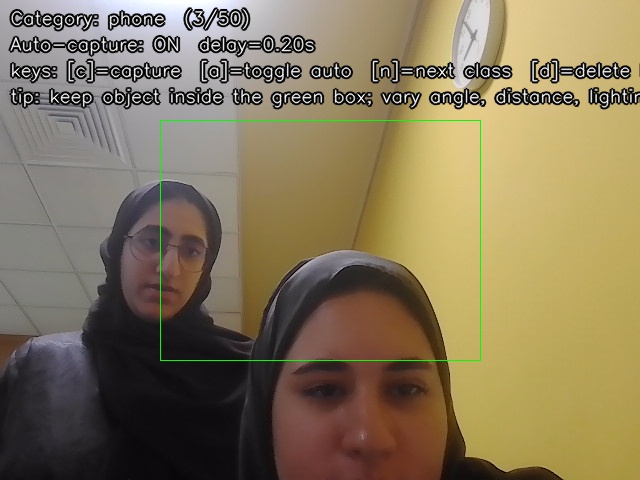 Category: phone (3/50)
Auto-capture: ON delay=0.20s
keys: [c]=capture [a]=toggle auto [n]=next class [d]=delete
tip: keep object inside the green box; vary angle, distance,